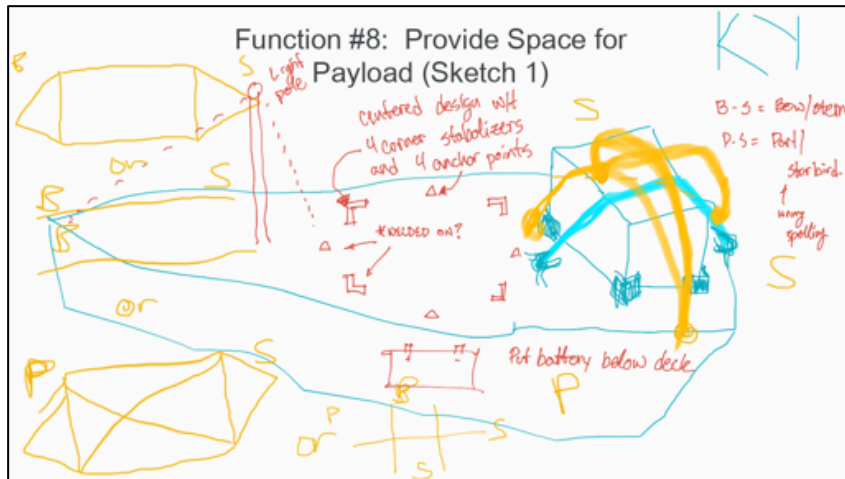 Function #8: Provide Space for
Payload (Sketch 1)
B
S
Light
pole
centered design w/
4 corner stabolizers
and 4 anchor points
S
B-S = Bow/stern
P-S = Port/
starbird.
wrong
spelling
or
S
B
B
*WELDED ON?
S
or
Put battery below deck
P
S
P
B
P
or
S
S